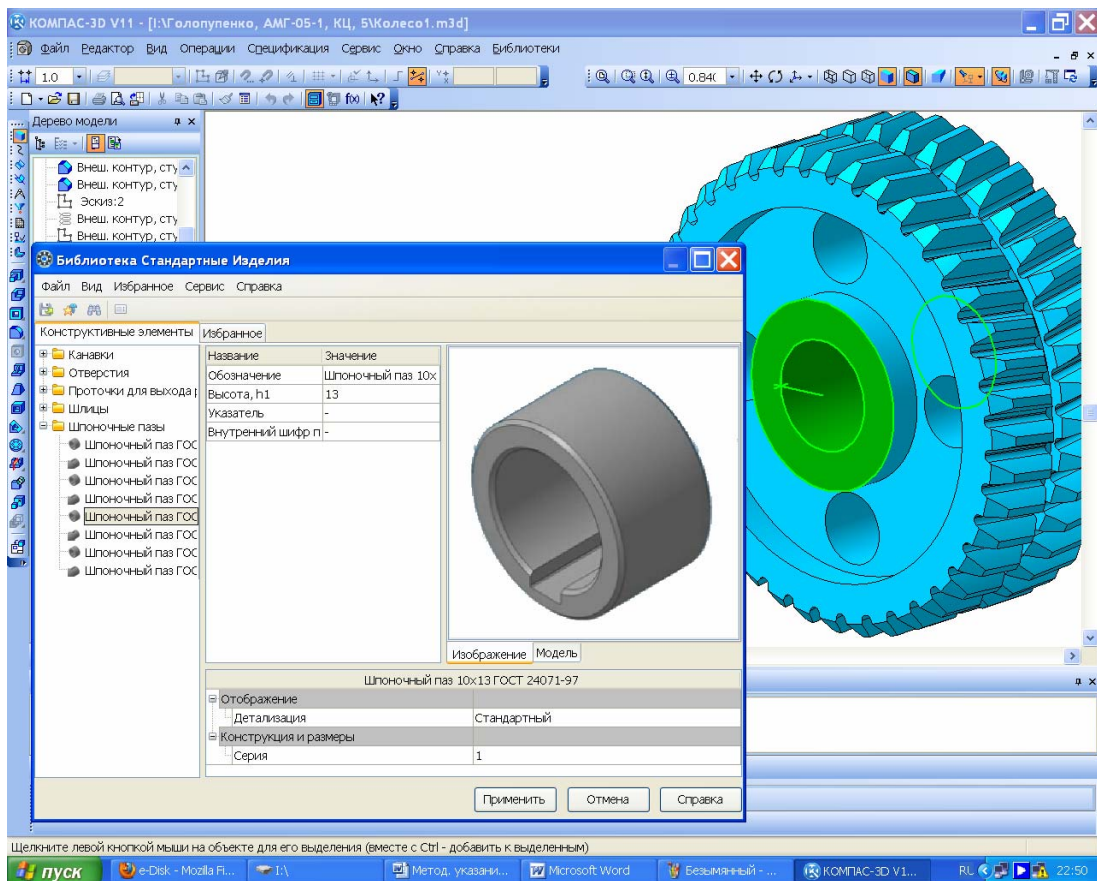 КОМПАС-3D V11 - [I:\Голопупенко, АМГ-05-1, КЦ, 5\Колесо1.m3d]
Файл Редактор Вид Операции Спецификация Сервис Окно Справка Библиотеки
1.0
0.84(
f(x)
Дерево модели
Внеш. контур, сту
Внеш. контур, сту
Эскиз:2
Внеш. контур, сту
Внеш. контур, сту
Библиотека Стандартные Изделия
Файл Вид Избранное Сервис Справка
Конструктивные элементы Избранное
Канавки
Отверстия
Проточки для выхода р
Шлицы
Шпоночные пазы
Шпоночный паз ГОС
Шпоночный паз ГОС
Шпоночный паз ГОС
Шпоночный паз ГОС
Шпоночный паз ГОС
Шпоночный паз ГОС
Шпоночный паз ГОС
Шпоночный паз ГОС
Название Значение
Обозначение Шпоночный паз 10x
Высота, h1 13
Указатель -
Внутренний шифр п -
Изображение Модель
Шпоночный паз 10x13 ГОСТ 24071-97
Отображение
Детализация Стандартный
Конструкция и размеры
Серия 1
Применить Отмена Справка
Щелкните левой кнопкой мыши на объекте для его выделения (вместе с Ctrl - добавить к выделенным)
пуск e-Disk - Mozilla Fi... I:\ Метод. указани... Microsoft Word Безымянный - ... КОМПАС-3D V1... RL 22:50